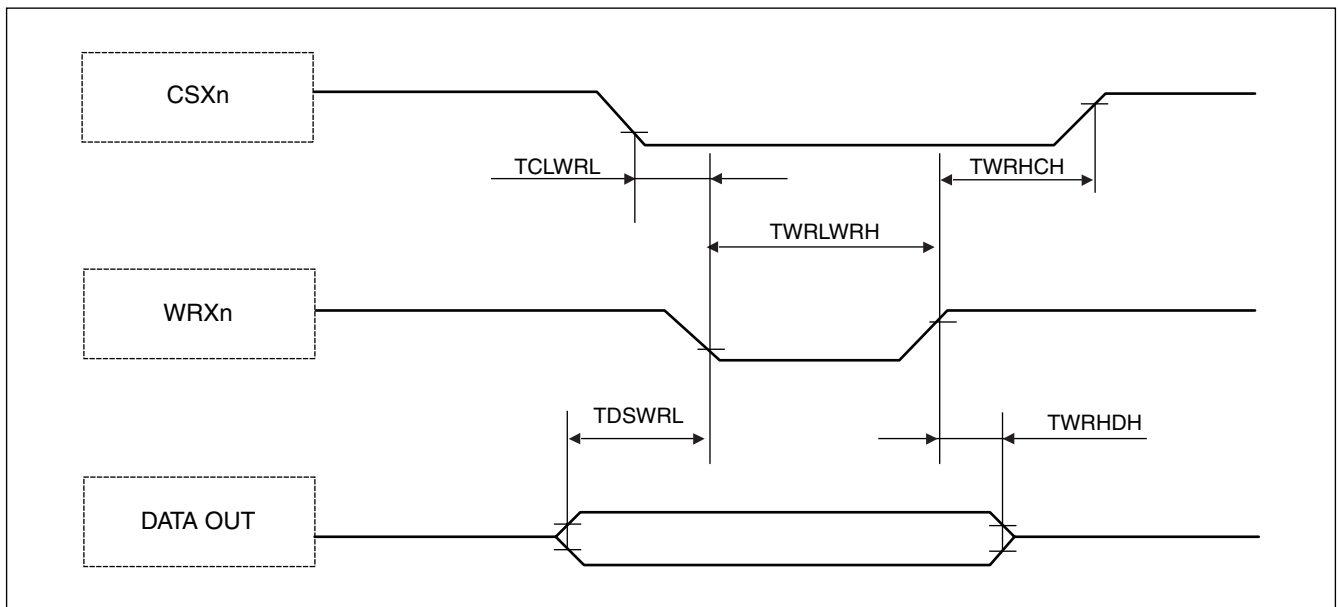 CSXn
TCLWRL
TWRHCH
TWRLWRH
WRXn
TDSWRL
TWRHDH
DATA OUT